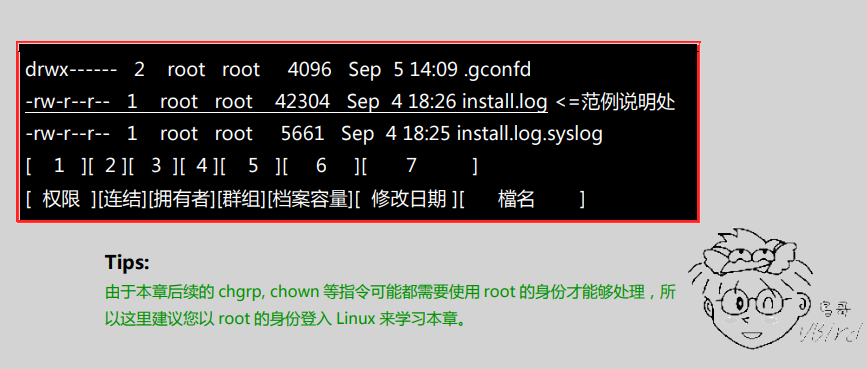 drwx------ 2 root root 4096 Sep 5 14:09 .gconfd
-rw-r--r-- 1 root root 42304 Sep 4 18:26 install.log <=范例说明处
-rw-r--r-- 1 root root 5661 Sep 4 18:25 install.log.syslog
[ 1 ][ 2 ][ 3 ][ 4 ][ 5 ][ 6 ][ 7 ]
[ 权限 ][连结][拥有者][群组][档案容量][ 修改日期 ][ 檔名 ]
Tips:
由于本章后续的 chgrp, chown 等指令可能都需要使用 root 的身份才能够处理，所
以这里建议您以 root 的身份登入 Linux 来学习本章。
鸟哥
VBird